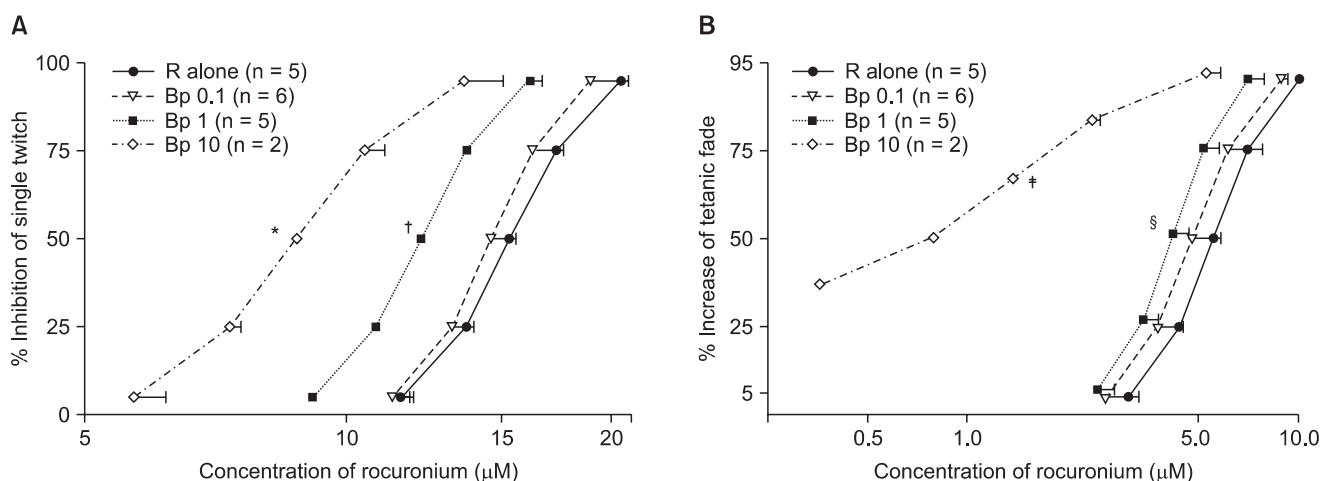 A
100
75
50
25
0
% Inhibition of single twitch
R alone (n = 5)
Bp 0.1 (n = 6)
Bp 1 (n = 5)
Bp 10 (n = 2)
*
†
5
10
15
20
Concentration of rocuronium (μM)
B
95
75
50
25
5
% Increase of tetanic fade
R alone (n = 5)
Bp 0.1 (n = 6)
Bp 1 (n = 5)
Bp 10 (n = 2)
‡
§
0.5
1.0
5.0
10.0
Concentration of rocuronium (μM)